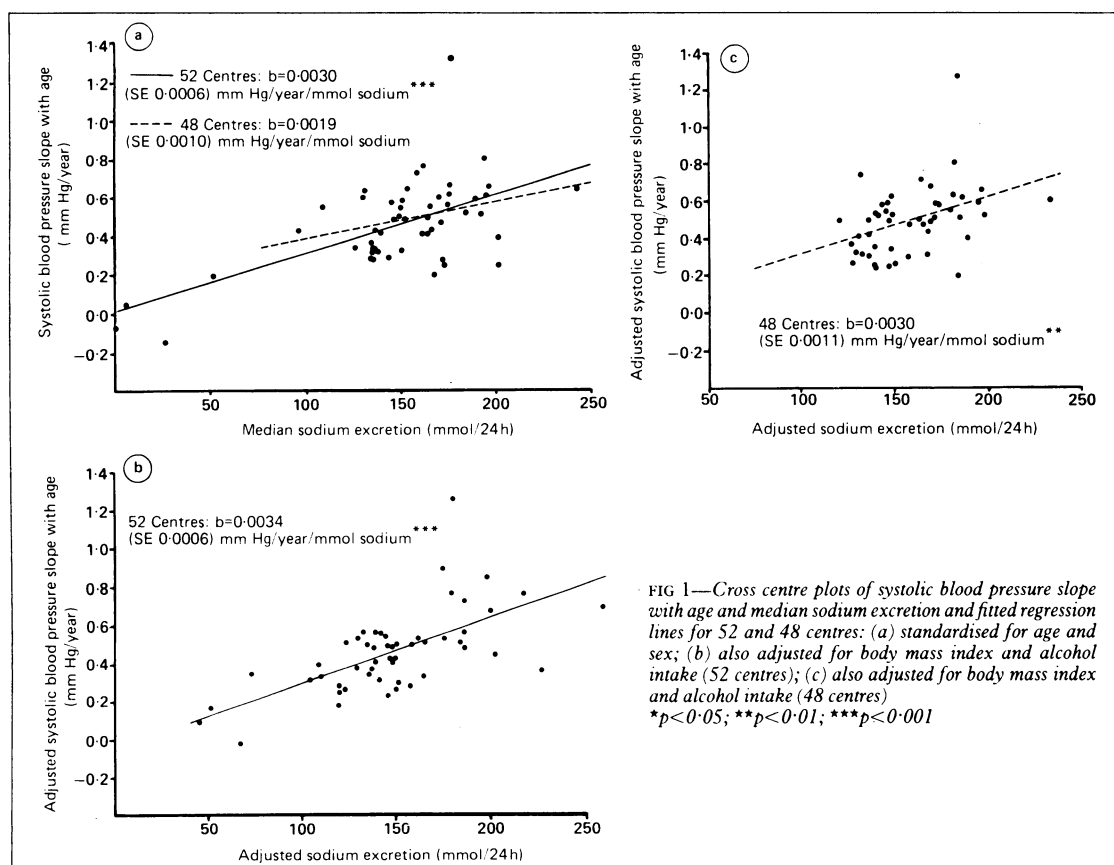 a
1·4
1·2
1·0
0·8
0·6
0·4
0·2
0·0
−0·2
Systolic blood pressure slope with age
( mm Hg/year)
52 Centres: b=0·0030
(SE 0·0006) mm Hg/year/mmol sodium***
48 Centres: b=0·0019
(SE 0·0010) mm Hg/year/mmol sodium
50 100 150 200 250
Median sodium excretion (mmol/24h)
c
1·4
1·2
1·0
0·8
0·6
0·4
0·2
0·0
−0·2
Adjusted systolic blood pressure slope with age
(mm Hg/year)
48 Centres: b=0·0030
(SE 0·0011) mm Hg/year/mmol sodium**
50 100 150 200 250
Adjusted sodium excretion (mmol/24h)
b
1·4
1·2
1·0
0·8
0·6
0·4
0·2
0·0
−0·2
Adjusted systolic blood pressure slope with age
(mm Hg/year)
52 Centres: b=0·0034
(SE 0·0006) mm Hg/year/mmol sodium***
50 100 150 200 250
Adjusted sodium excretion (mmol/24h)
FIG 1—Cross centre plots of systolic blood pressure slope
with age and median sodium excretion and fitted regression
lines for 52 and 48 centres: (a) standardised for age and
sex; (b) also adjusted for body mass index and alcohol
intake (52 centres); (c) also adjusted for body mass index
and alcohol intake (48 centres)
*p<0·05; **p<0·01; ***p<0·001